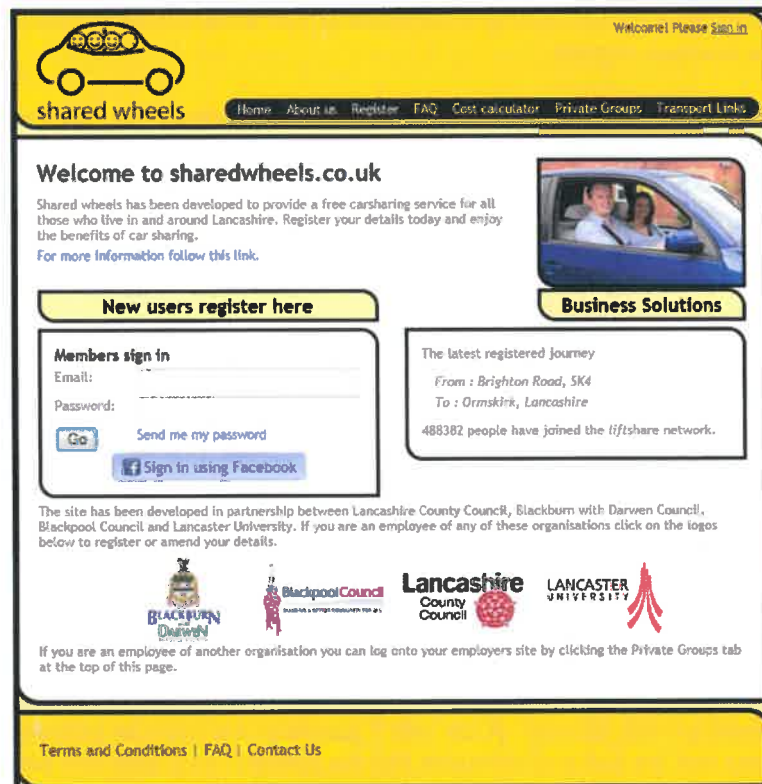 Welcome! Please Sign in
shared wheels
Home About us Register FAQ Cost calculator Private Groups Transport Links
Welcome to sharedwheels.co.uk
Shared wheels has been developed to provide a free carsharing service for all
those who live in and around Lancashire. Register your details today and enjoy
the benefits of car sharing.
For more information follow this link.
New users register here
Business Solutions
Members sign in
Email:
Password:
Go
Send me my password
Sign in using Facebook
The latest registered journey
From : Brighton Road, SK4
To : Ormskirk, Lancashire
488382 people have joined the liftshare network.
The site has been developed in partnership between Lancashire County Council, Blackburn with Darwen Council,
Blackpool Council and Lancaster University. If you are an employee of any of these organisations click on the logos
below to register or amend your details.
BLACKBURN
DARWEN
BlackpoolCouncil
Lancashire
County
Council
LANCASTER
UNIVERSITY
If you are an employee of another organisation you can log onto your employers site by clicking the Private Groups tab
at the top of this page.
Terms and Conditions | FAQ | Contact Us